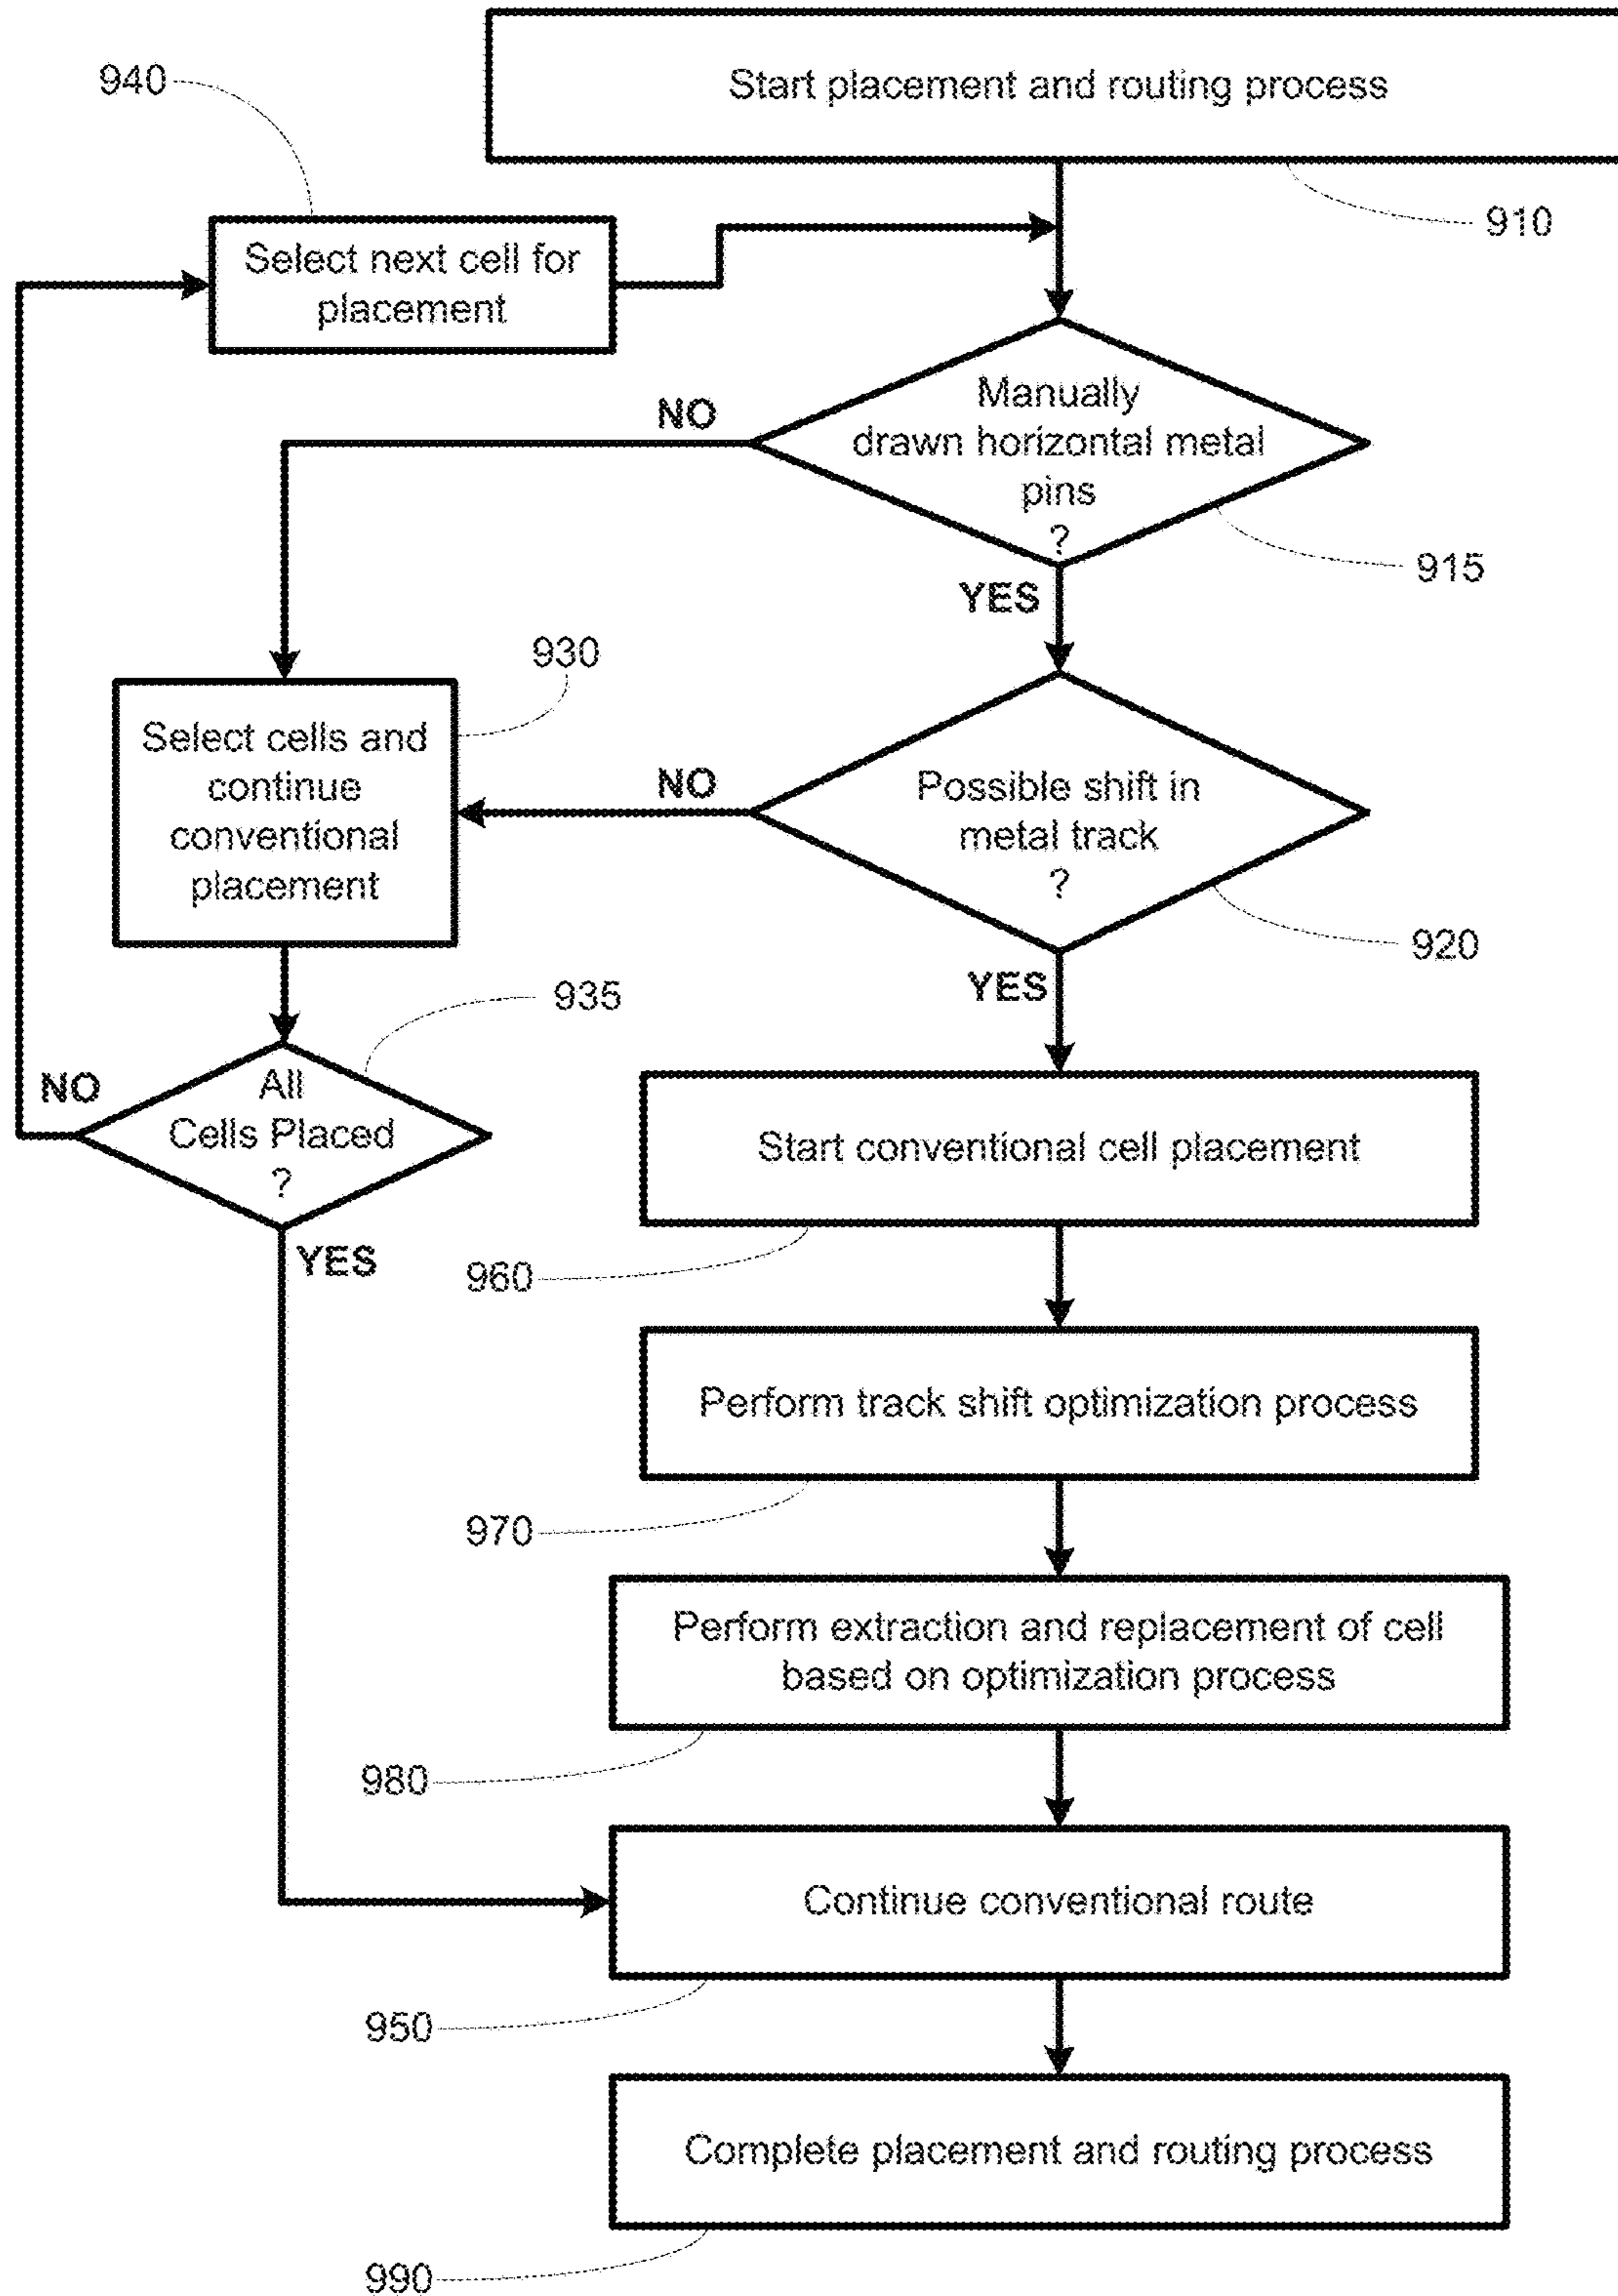 Start placement and routing process
910
940
Select next cell for
placement
Manually
drawn horizontal metal
pins
?
915
NO
YES
930
Select cells and
continue
conventional
placement
NO
Possible shift in
metal track
?
920
YES
935
All
Cells Placed
?
NO
YES
Start conventional cell placement
960
Perform track shift optimization process
970
Perform extraction and replacement of cell
based on optimization process
980
Continue conventional route
950
Complete placement and routing process
990